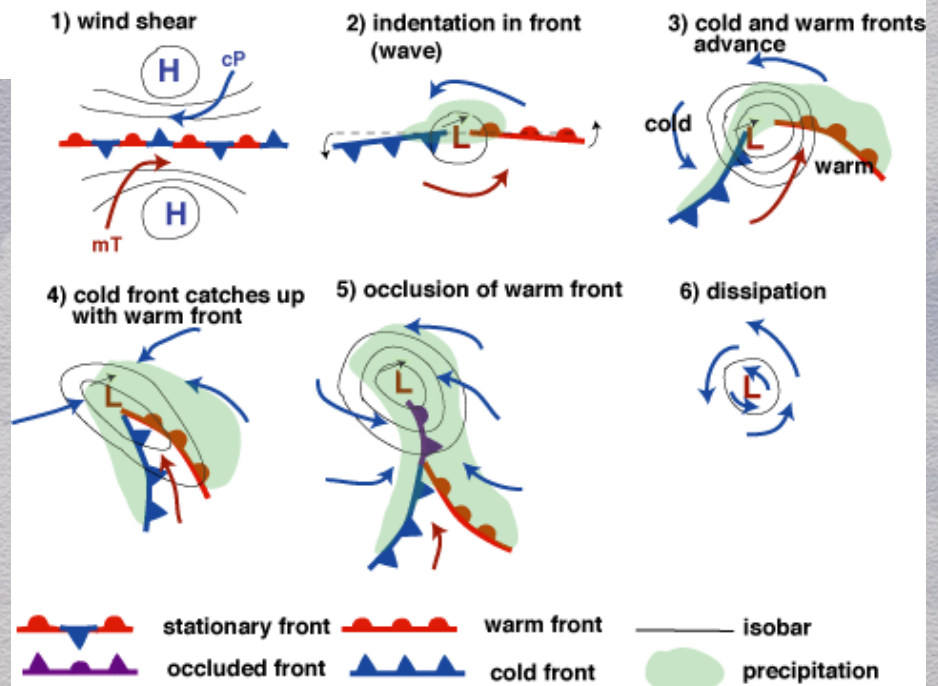 1) wind shear
H
cP
H
mT
2) indentation in front
(wave)
L
3) cold and warm fronts
advance
cold
L
warm
4) cold front catches up
with warm front
L
5) occlusion of warm front
L
6) dissipation
L
stationary front
warm front
isobar
occluded front
cold front
precipitation